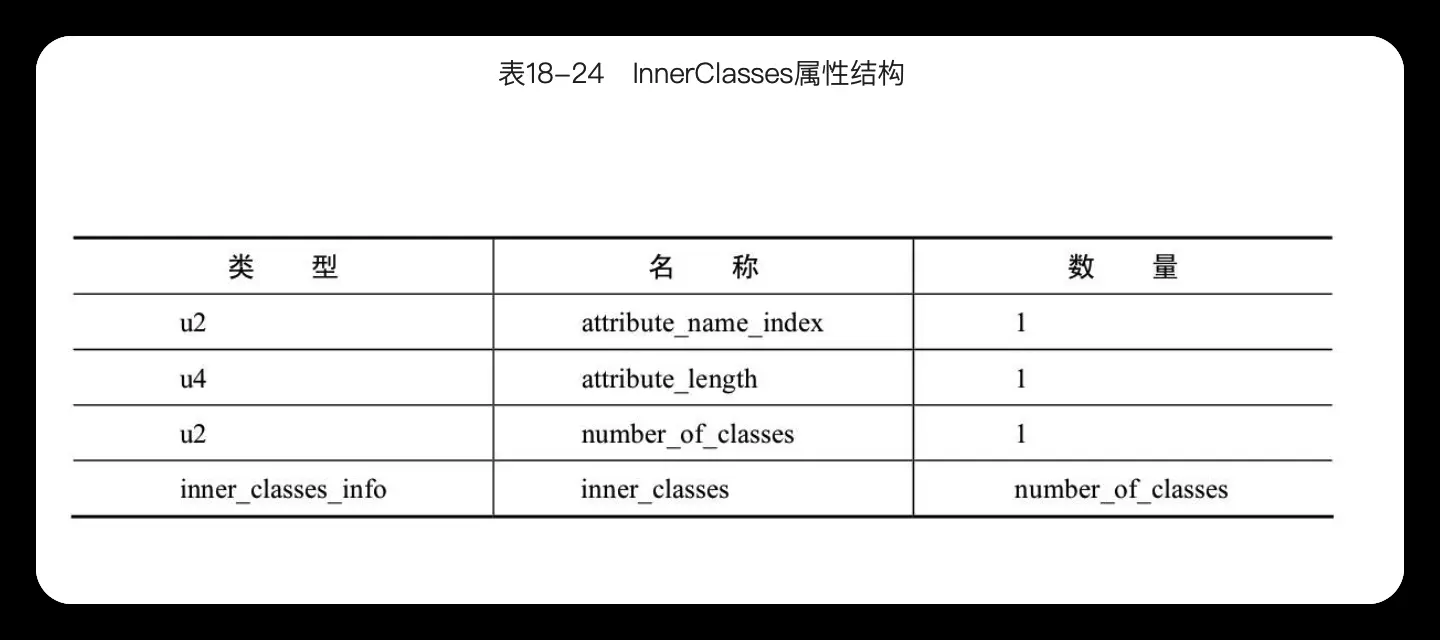 表18-24 InnerClasses属性结构
类 型 名 称 数 量
u2 attribute_name_index 1
u4 attribute_length 1
u2 number_of_classes 1
inner_classes_info inner_classes number_of_classes